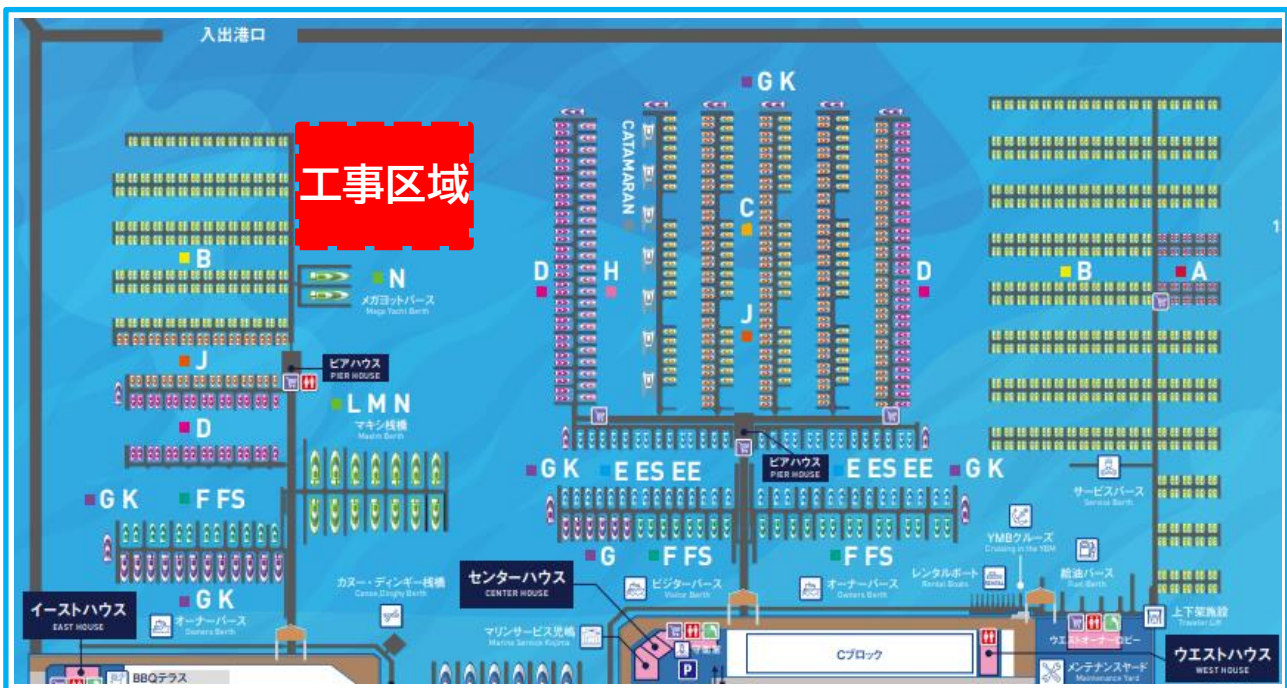 入出港口
G K
工事区域
CATAMARAN
C
B
N
メガヨットバース
Mega Yacht Berth
D
H
D
B
A
J
J
ピアハウス
PIER HOUSE
L M N
マキシ桟橋
Maxim Berth
D
G K
E ES EE
ピアハウス
PIER HOUSE
E ES EE
G K
サービスバース
Service Berth
G K
F FS
G
F FS
F FS
YMBクルーズ
Cruising in the YBM
給油バース
Fuel Berth
レンタルボート
Rental Boats
カヌー・ディンギー桟橋
Canoe Dinghy Berth
センターハウス
CENTER HOUSE
ビジターバース
Visitor Berth
オーナーバース
Owners Berth
G K
イーストハウス
EAST HOUSE
オーナーバース
Owners Berth
マリンサービス児嶋
Marine Service Kojima
上下架施設
Traveler Lift
ウエストオーナーロビー
Cブロック
P
ウエストハウス
WEST HOUSE
メンテナンスヤード
Maintenance Yard
BBQテラス